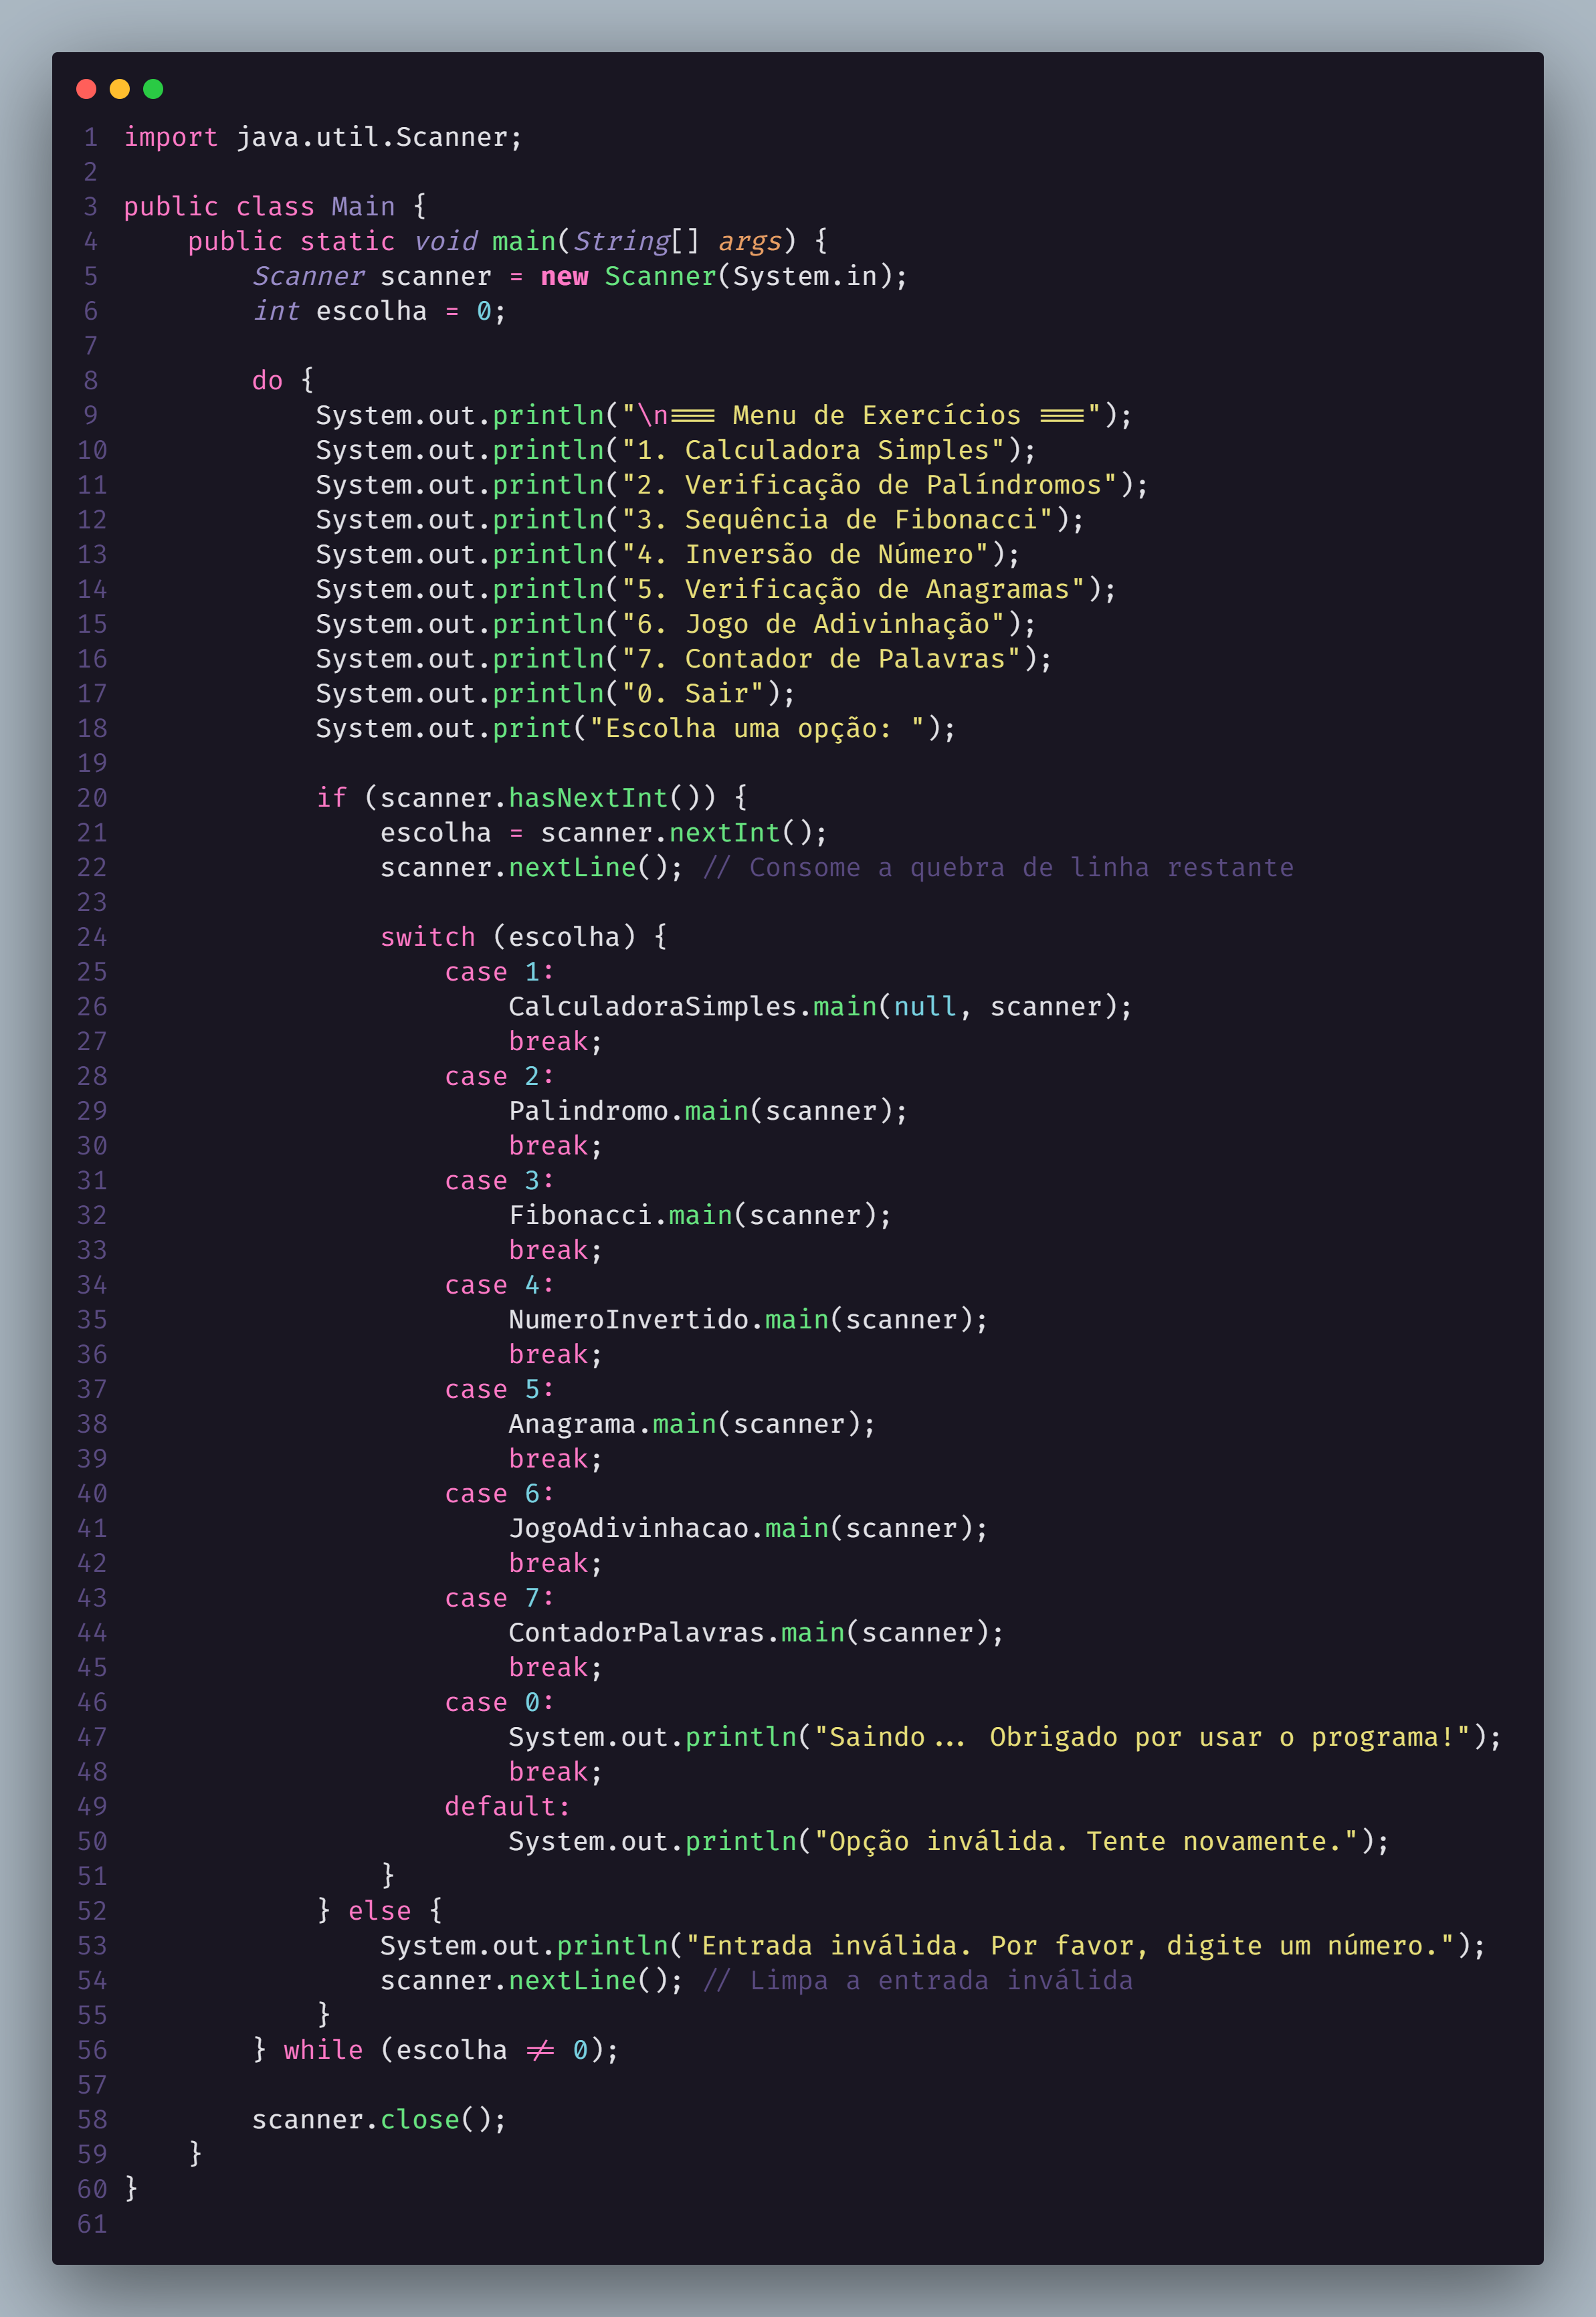 1 import java.util.Scanner;
2
3 public class Main {
4     public static void main(String[] args) {
5         Scanner scanner = new Scanner(System.in);
6         int escolha = 0;
7
8         do {
9             System.out.println("\n=== Menu de Exercícios ===");
10             System.out.println("1. Calculadora Simples");
11             System.out.println("2. Verificação de Palíndromos");
12             System.out.println("3. Sequência de Fibonacci");
13             System.out.println("4. Inversão de Número");
14             System.out.println("5. Verificação de Anagramas");
15             System.out.println("6. Jogo de Adivinhação");
16             System.out.println("7. Contador de Palavras");
17             System.out.println("0. Sair");
18             System.out.print("Escolha uma opção: ");
19
20             if (scanner.hasNextInt()) {
21                 escolha = scanner.nextInt();
22                 scanner.nextLine(); // Consome a quebra de linha restante
23
24                 switch (escolha) {
25                     case 1:
26                         CalculadoraSimples.main(null, scanner);
27                         break;
28                     case 2:
29                         Palindromo.main(scanner);
30                         break;
31                     case 3:
32                         Fibonacci.main(scanner);
33                         break;
34                     case 4:
35                         NumeroInvertido.main(scanner);
36                         break;
37                     case 5:
38                         Anagrama.main(scanner);
39                         break;
40                     case 6:
41                         JogoAdivinhacao.main(scanner);
42                         break;
43                     case 7:
44                         ContadorPalavras.main(scanner);
45                         break;
46                     case 0:
47                         System.out.println("Saindo... Obrigado por usar o programa!");
48                         break;
49                     default:
50                         System.out.println("Opção inválida. Tente novamente.");
51                 }
52             } else {
53                 System.out.println("Entrada inválida. Por favor, digite um número.");
54                 scanner.nextLine(); // Limpa a entrada inválida
55             }
56         } while (escolha != 0);
57
58         scanner.close();
59     }
60 }
61